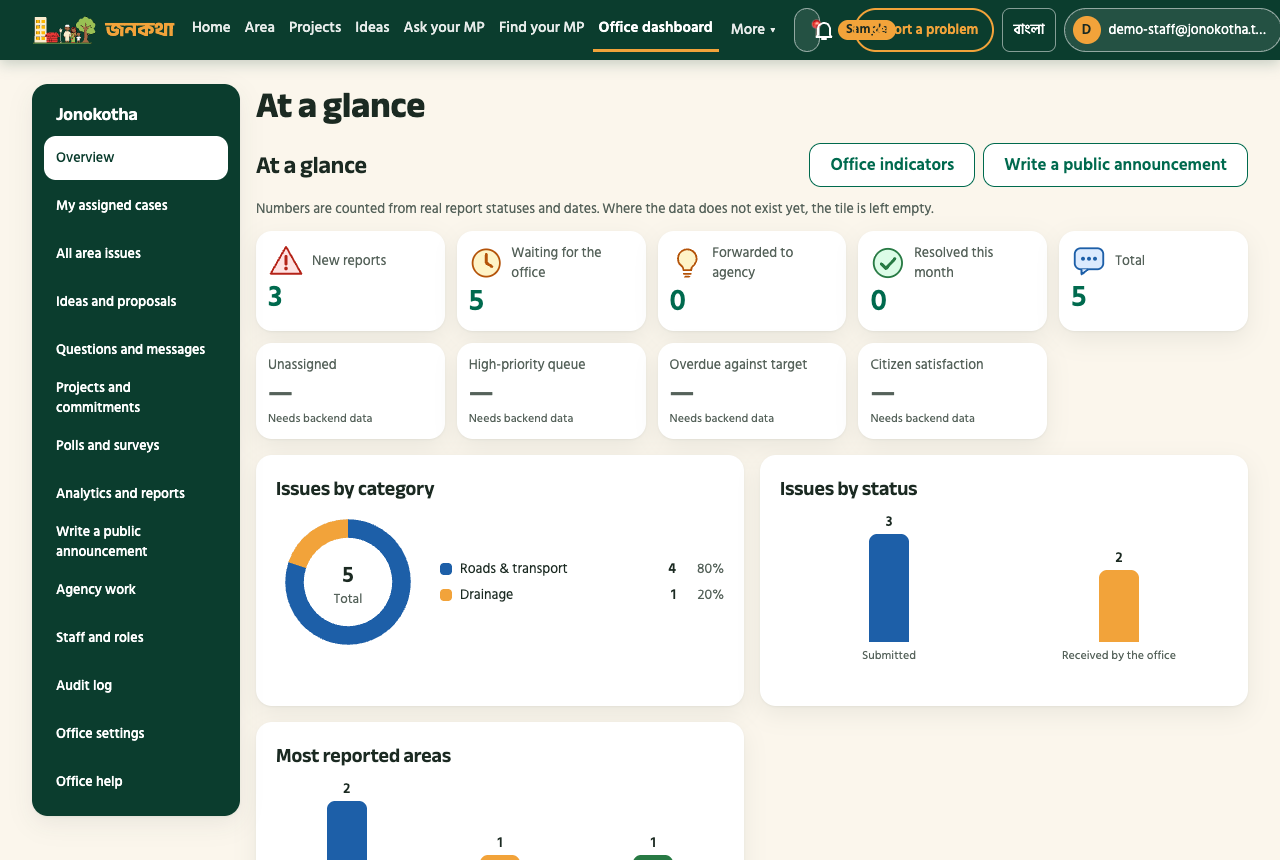 জনকথা
Home Area Projects Ideas Ask your MP Find your MP Office dashboard More
Sample
ort a problem
বাংলা
D
demo-staff@jonokotha.t...
Jonokotha
Overview
My assigned cases
All area issues
Ideas and proposals
Questions and messages
Projects and
commitments
Polls and surveys
Analytics and reports
Write a public
announcement
Agency work
Staff and roles
Audit log
Office settings
Office help
At a glance
At a glance
Office indicators
Write a public announcement
Numbers are counted from real report statuses and dates. Where the data does not exist yet, the tile is left empty.
New reports
3
Waiting for the
office
5
Forwarded to
agency
0
Resolved this
month
0
Total
5
Unassigned
—
Needs backend data
High-priority queue
—
Needs backend data
Overdue against target
—
Needs backend data
Citizen satisfaction
—
Needs backend data
Issues by category
5
Total
Roads & transport 4 80%
Drainage 1 20%
Issues by status
3
2
Submitted
Received by the office
Most reported areas
2
1
1